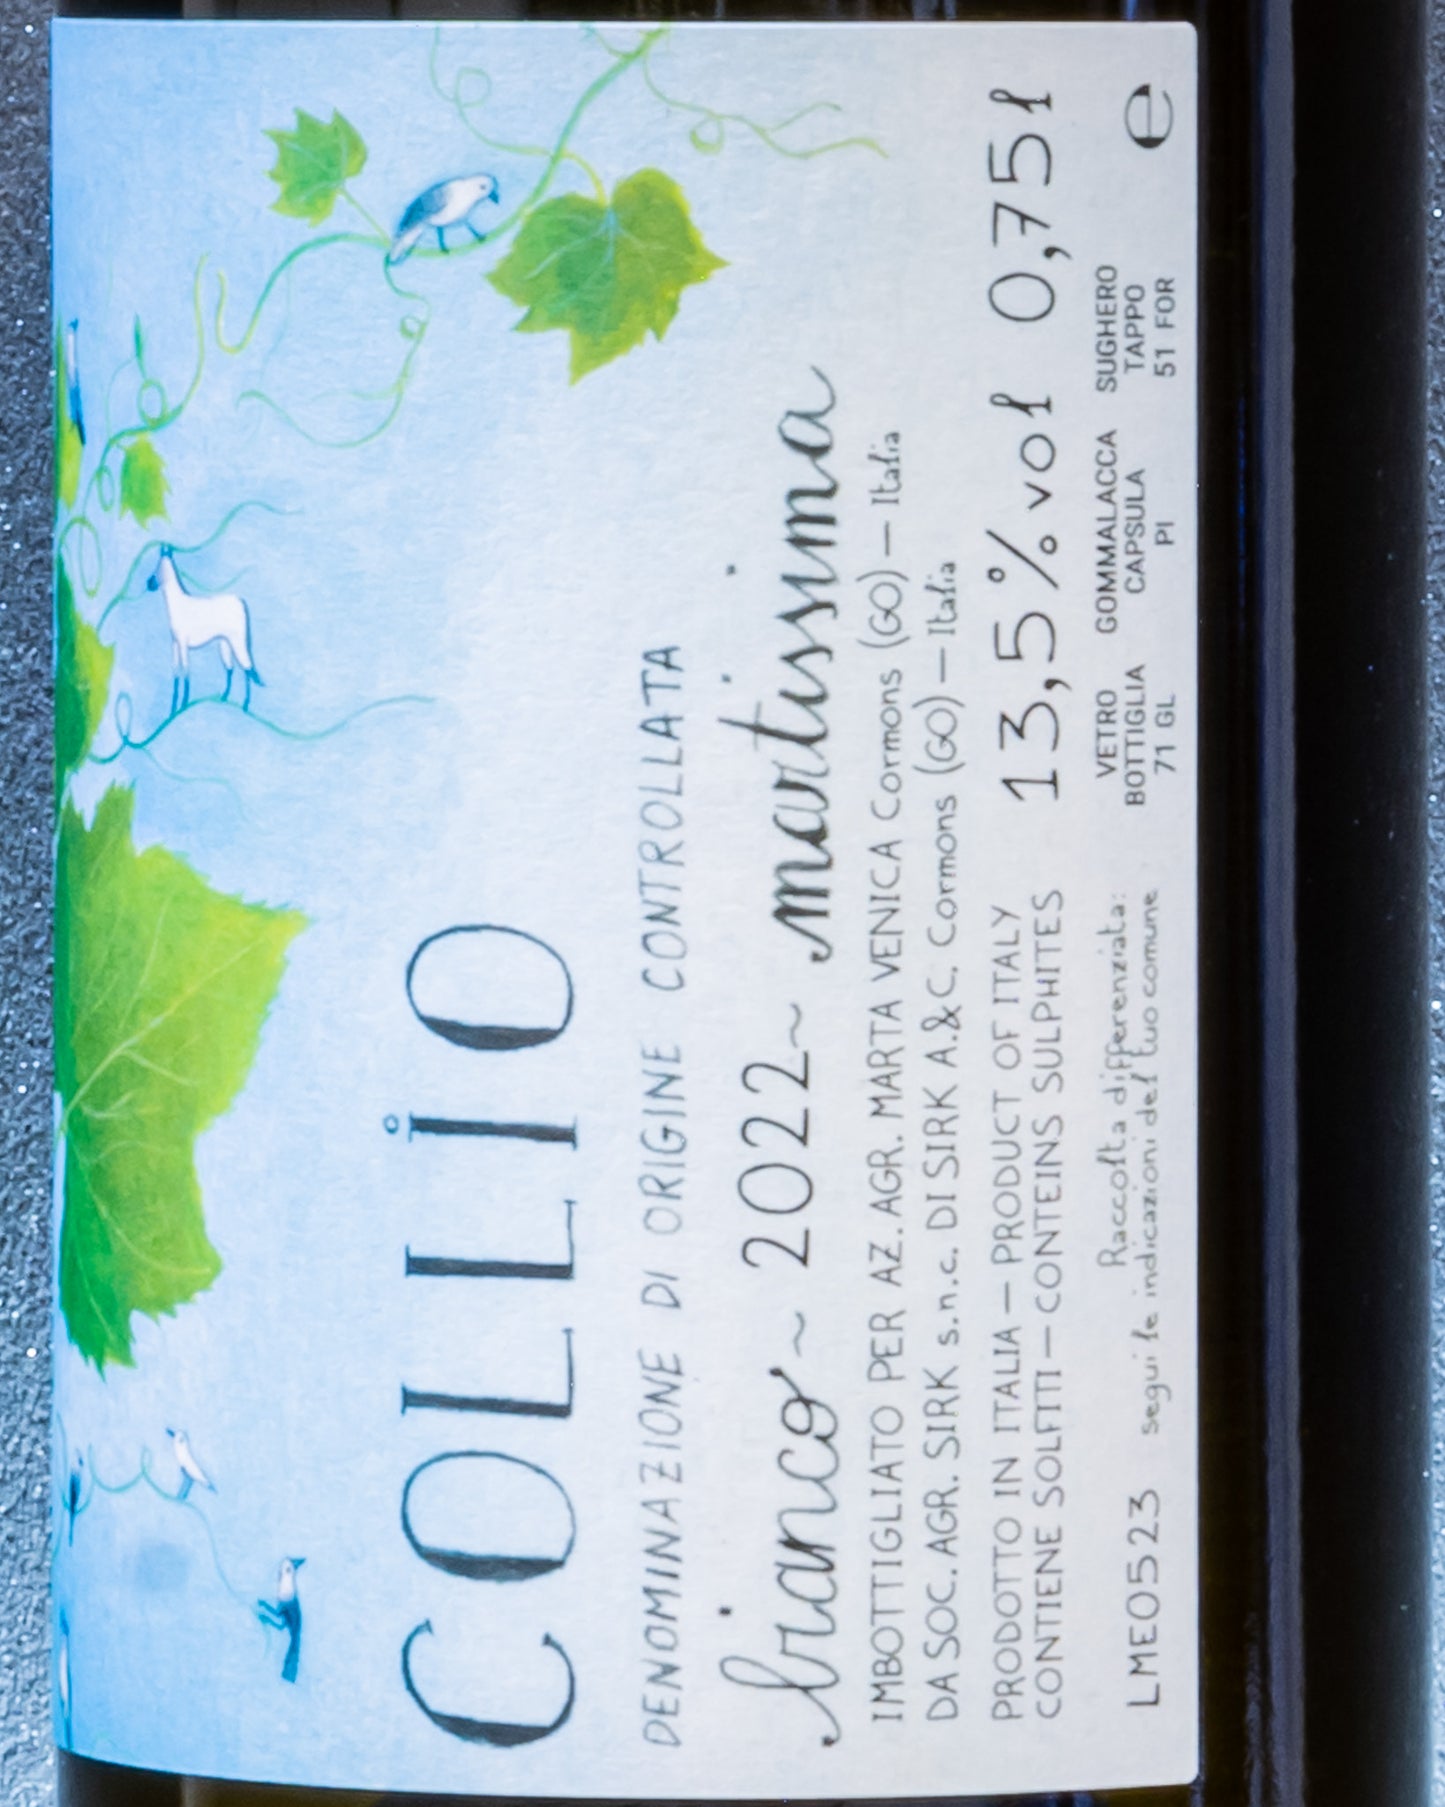 COLLiO
DENOMINAZIONE DI ORIGINE CONTROLLATA
bianco ~ 2022 ~ martissima
IMBOTTIGLIATO PER AZ. AGR. MARTA VENICA Cormons (GO) – Italia
DA SOC. AGR. SIRK s.n.c. DI SIRK A. & C. Cormons (GO) – Italia
PRODOTTO IN ITALIA – PRODUCT OF ITALY
CONTIENE SOLFITI – CONTEINS SULPHITES
13,5% vol 0,75 l
LME0523
Raccolta differenziata:
segui le indicazioni del tuo comune
VETRO
BOTTIGLIA
71 GL
GOMMALACCA
CAPSULA
PI
SUGHERO
TAPPO
51 FOR
e